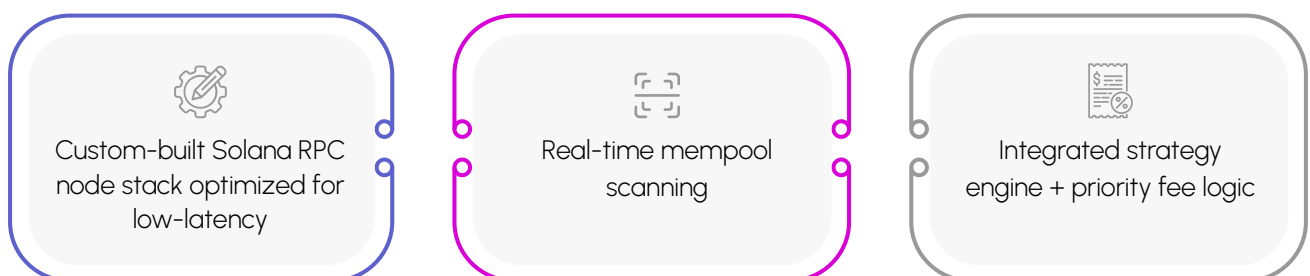 Custom-built Solana RPC
node stack optimized for
low-latency
Real-time mempool
scanning
Integrated strategy
engine + priority fee logic